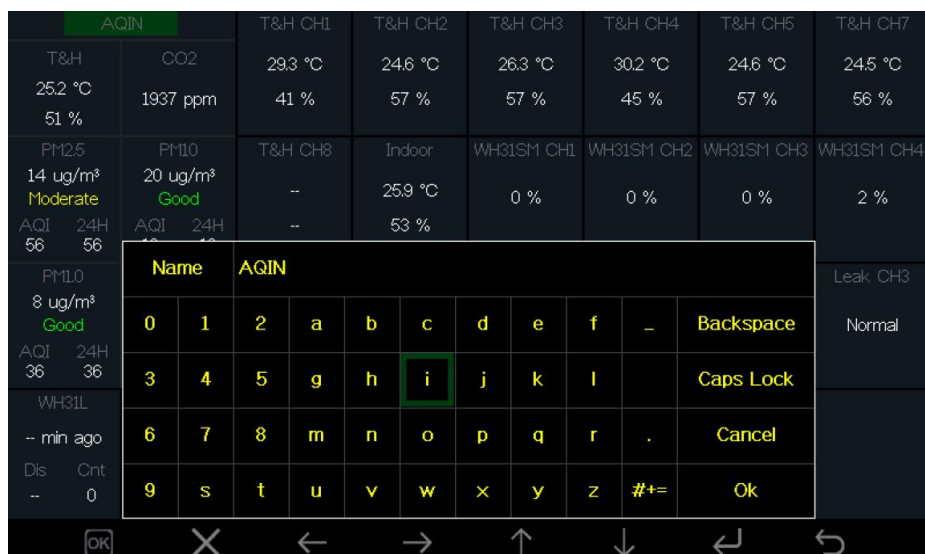 AQIN T&H CH1 T&H CH2 T&H CH3 T&H CH4 T&H CH5 T&H CH7
T&H CO2 29.3 °C 24.6 °C 26.3 °C 30.2 °C 24.6 °C 24.5 °C
25.2 °C 1937 ppm 41 % 57 % 57 % 45 % 57 % 56 %
51 %
PM2.5 PM10 T&H CH8 Indoor WH31SM CH1 WH31SM CH2 WH31SM CH3 WH31SM CH4
14 ug/m³ 20 ug/m³ -- 25.9 °C 0 % 0 % 0 % 2 %
Moderate Good
AQI 24H AQI 24H -- 53 %
56 56
Name AQIN
PM1.0 Leak CH3
8 ug/m³ 0 1 2 a b c d e f _ Backspace Normal
Good
AQI 24H
36 36 3 4 5 g h i j k l Caps Lock
WH31L
-- min ago 6 7 8 m n o p q r . Cancel
Dis Cnt
-- 0 9 s t u v w x y z #+= Ok
OK